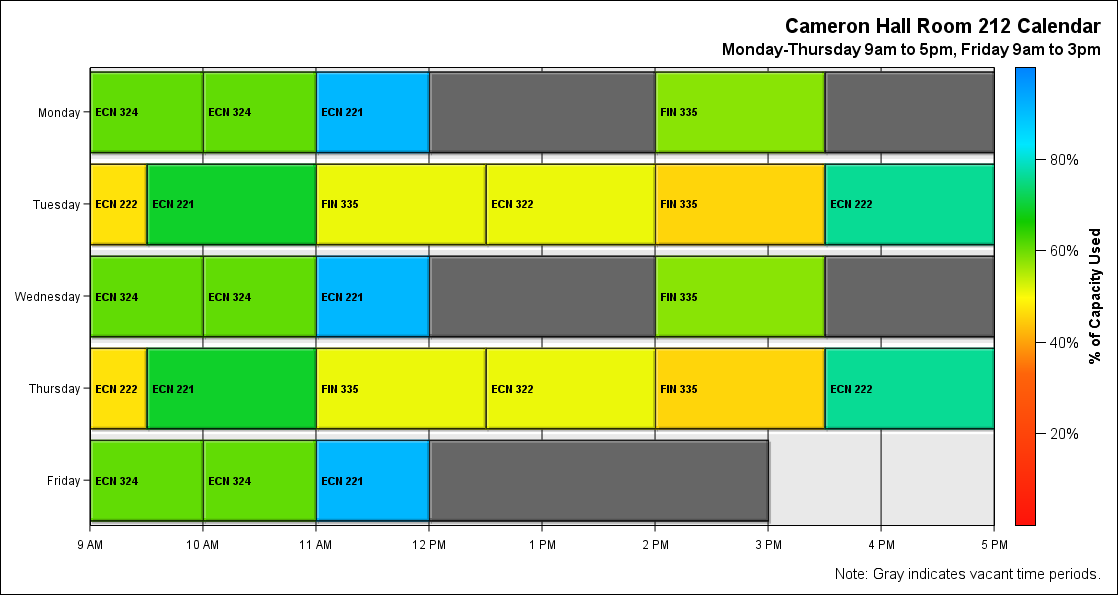 Cameron Hall Room 212 Calendar
Monday-Thursday 9am to 5pm, Friday 9am to 3pm
Monday
ECN 324
ECN 324
ECN 221
FIN 335
Tuesday
ECN 222
ECN 221
FIN 335
ECN 322
FIN 335
ECN 222
Wednesday
ECN 324
ECN 324
ECN 221
FIN 335
Thursday
ECN 222
ECN 221
FIN 335
ECN 322
FIN 335
ECN 222
Friday
ECN 324
ECN 324
ECN 221
9 AM
10 AM
11 AM
12 PM
1 PM
2 PM
3 PM
4 PM
5 PM
80%
60%
40%
20%
% of Capacity Used
Note: Gray indicates vacant time periods.